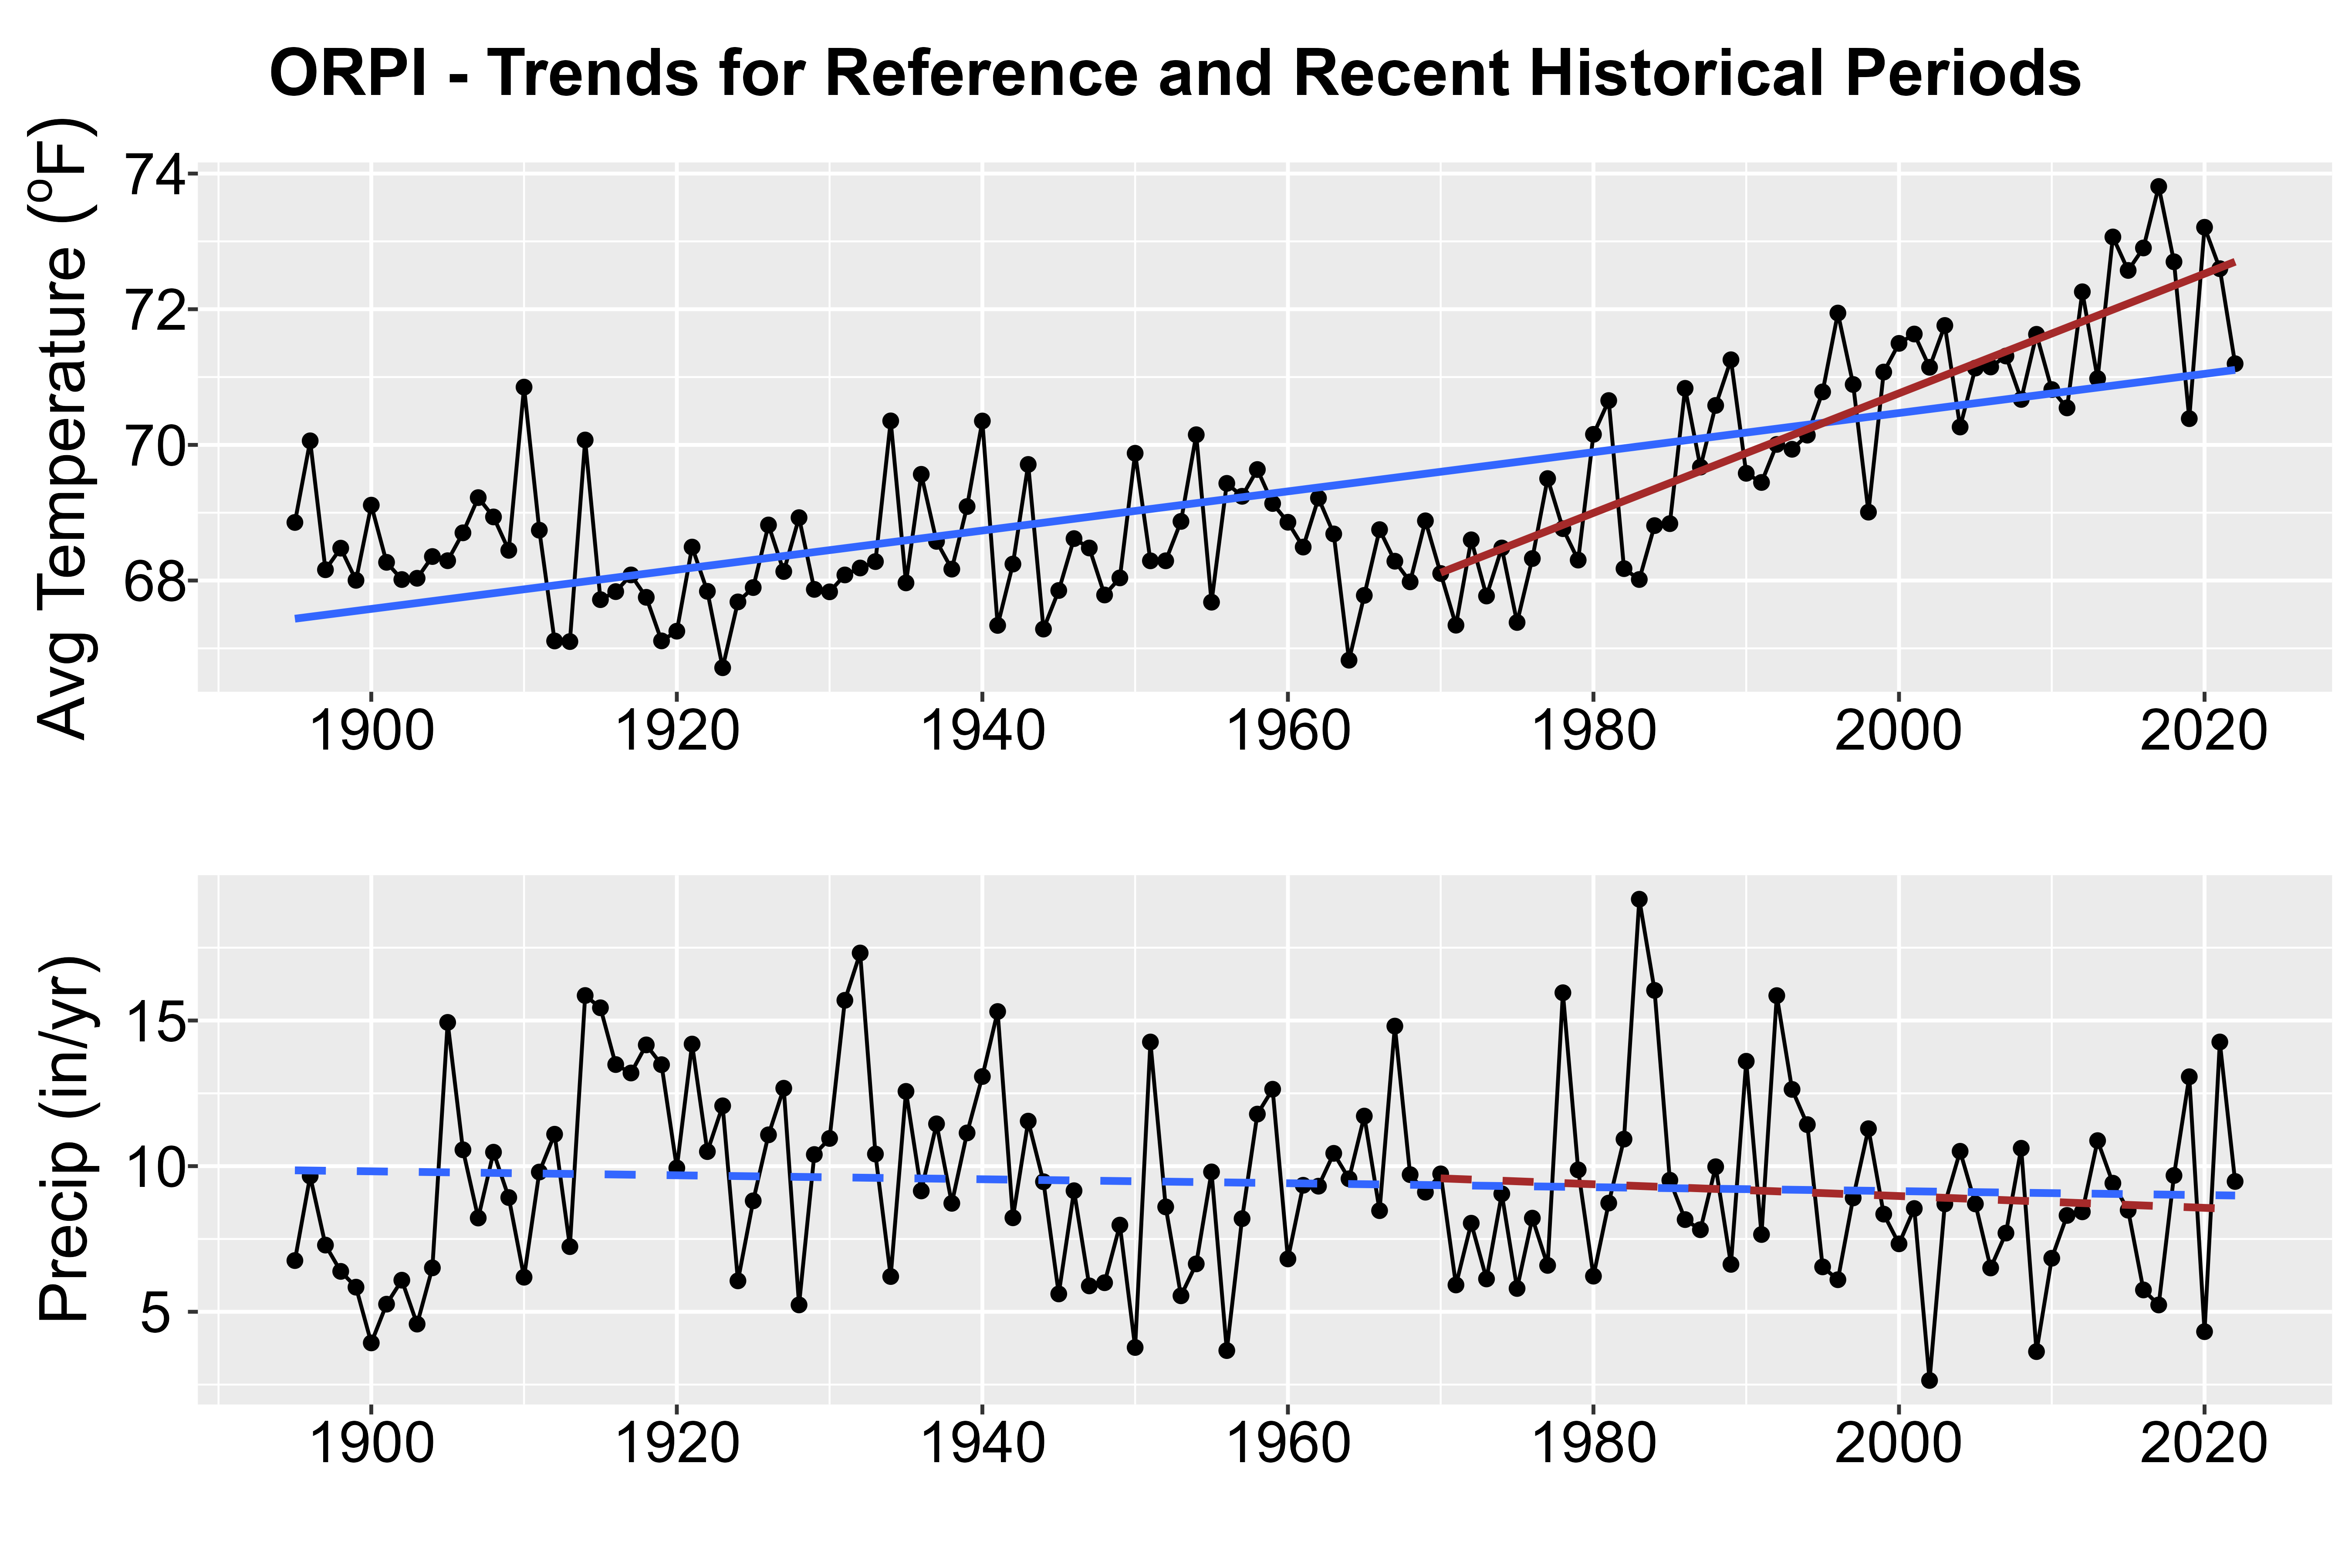 ORPI - Trends for Reference and Recent Historical Periods
Avg Temperature (ºF)
74
72
70
68
1900 1920 1940 1960 1980 2000 2020
Precip (in/yr)
15
10
5
1900 1920 1940 1960 1980 2000 2020